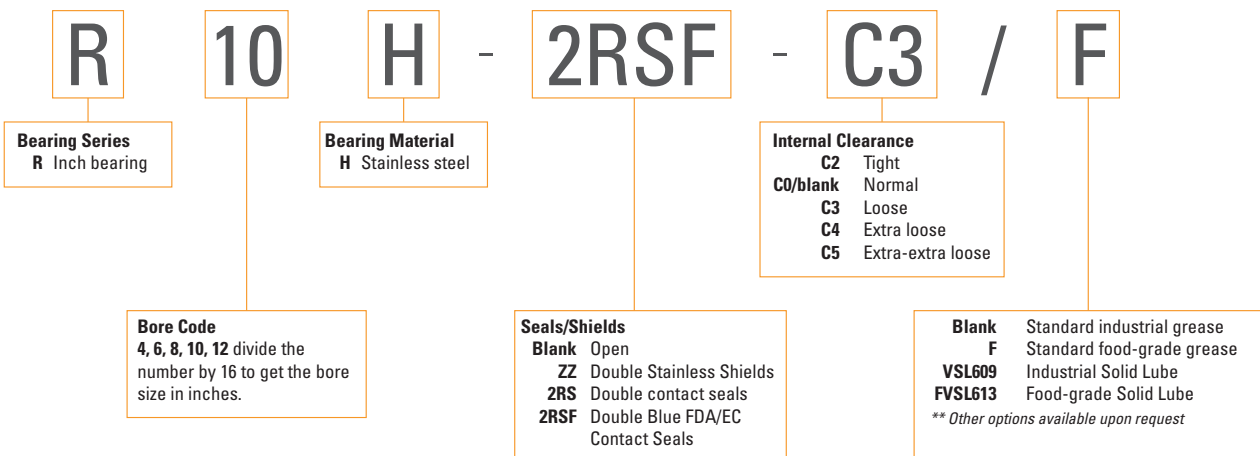 R 10 H - 2RSF - C3 / F
Bearing Series
R Inch bearing
Bearing Material
H Stainless steel
Internal Clearance
C2 Tight
C0/blank Normal
C3 Loose
C4 Extra loose
C5 Extra-extra loose
Bore Code
4, 6, 8, 10, 12 divide the
number by 16 to get the bore
size in inches.
Seals/Shields
Blank Open
ZZ Double Stainless Shields
2RS Double contact seals
2RSF Double Blue FDA/EC
Contact Seals
Blank Standard industrial grease
F Standard food-grade grease
VSL609 Industrial Solid Lube
FVSL613 Food-grade Solid Lube
** Other options available upon request